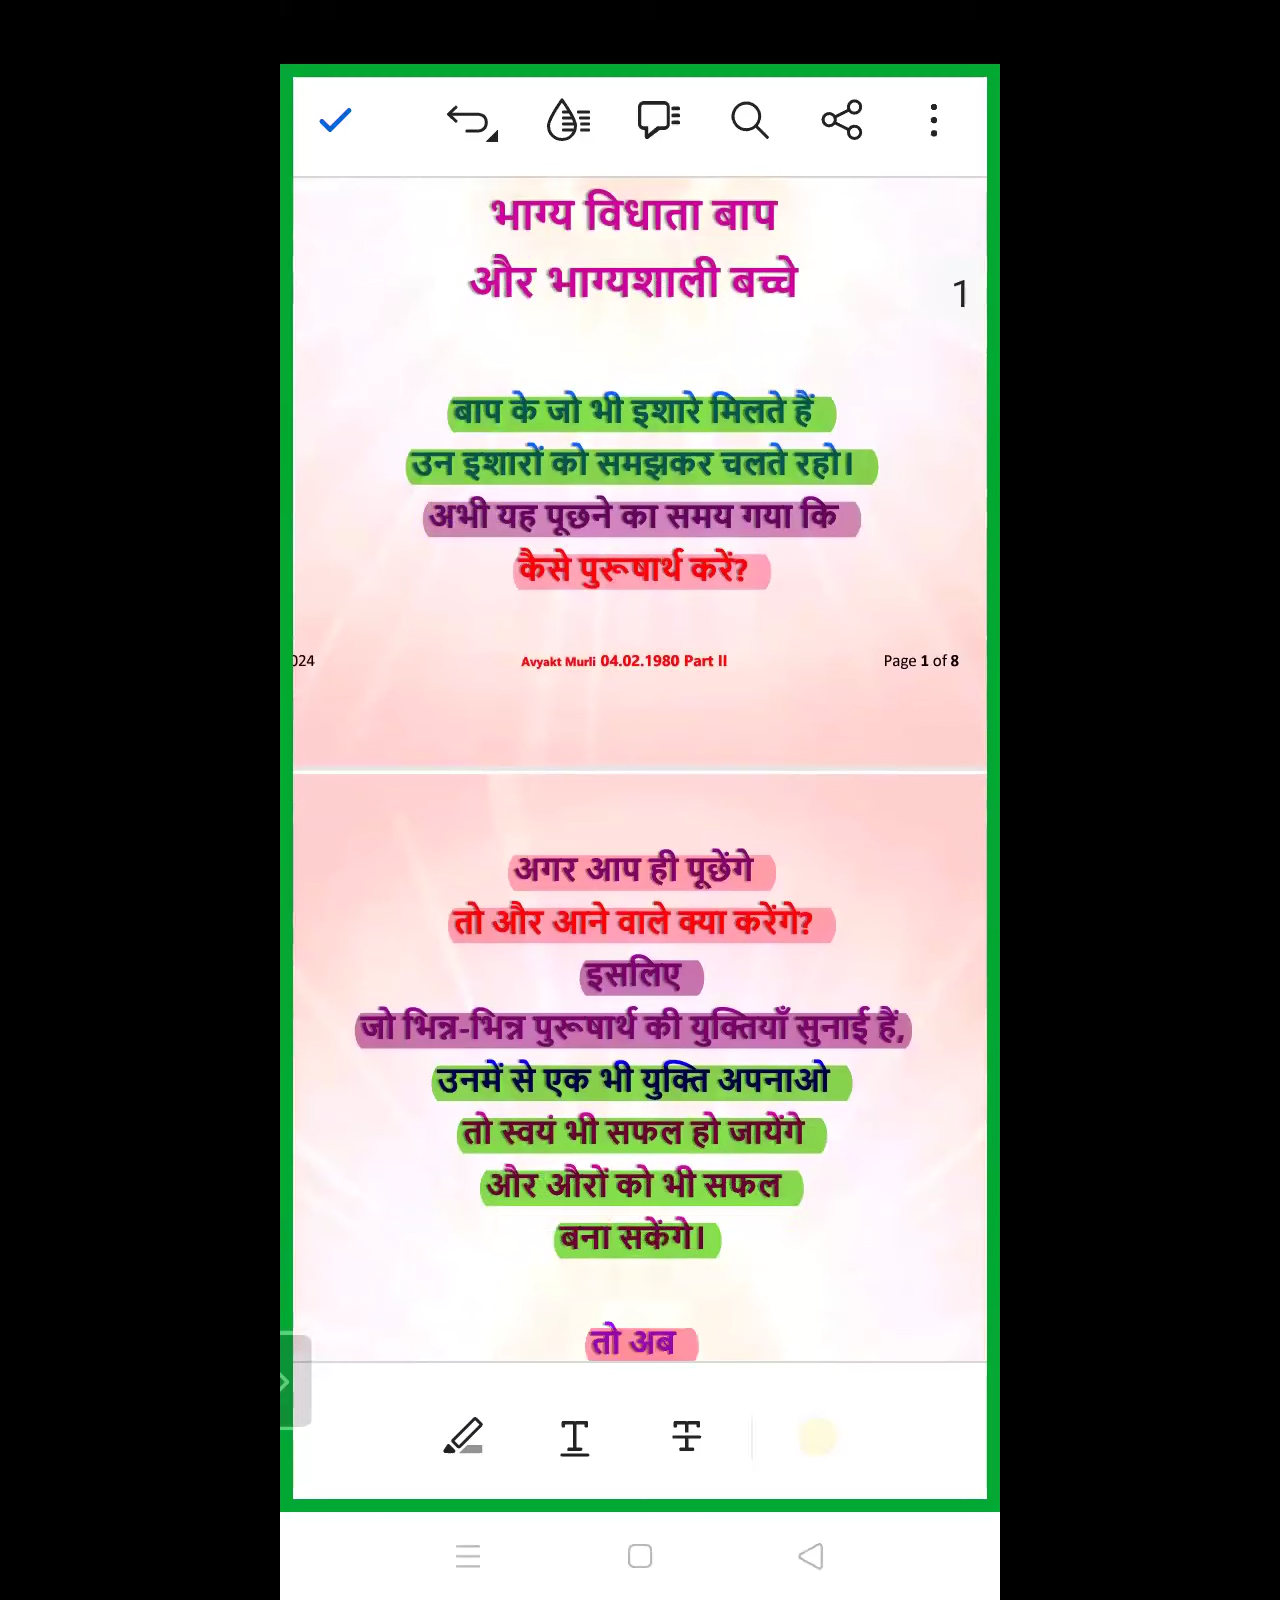 भाग्य विधाता बाप
और भाग्यशाली बच्चे
1
बाप के जो भी इशारे मिलते हैं
उन इशारों को समझकर चलते रहो।
अभी यह पूछने का समय गया कि
कैसे पुरूषार्थ करें?
024 Avyakt Murli 04.02.1980 Part II Page 1 of 8
अगर आप ही पूछेंगे
तो और आने वाले क्या करेंगे?
इसलिए
जो भिन्न-भिन्न पुरूषार्थ की युक्तियाँ सुनाई हैं,
उनमें से एक भी युक्ति अपनाओ
तो स्वयं भी सफल हो जायेंगे
और औरों को भी सफल
बना सकेंगे।
तो अब